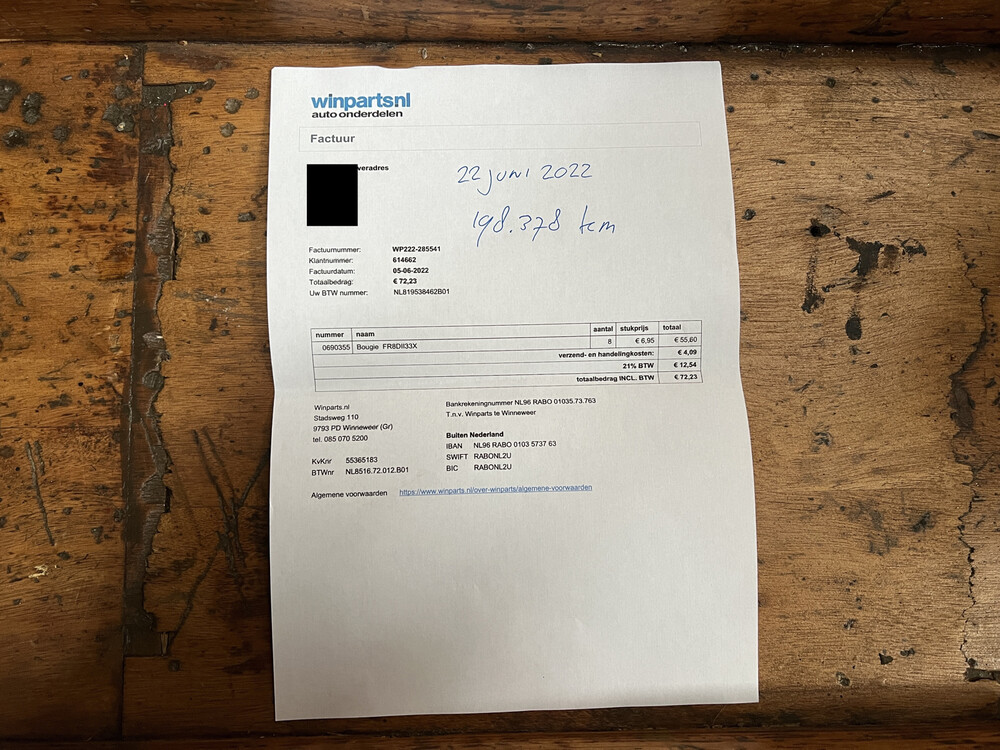 winpartsnl
auto onderdelen
Factuur
veradres
22 juni 2022
198.378 km
Factuurnummer: WP222-285541
Klantnummer: 614662
Factuurdatum: 05-06-2022
Totaalbedrag: € 72,23
Uw BTW nummer: NL819538462B01
nummer naam aantal stukprijs totaal
0690355 Bougie FR8DII33X 8 € 6,95 € 55,60
verzend- en handelingkosten: € 4,09
21% BTW € 12,54
totaalbedrag INCL. BTW € 72,23
Winparts.nl
Stadsweg 110
9793 PD Winneweer (Gr)
tel. 085 070 5200
KvKnr 55365183
BTWnr NL8516.72.012.B01
Bankrekeningnummer NL96 RABO 01035.73.763
T.n.v. Winparts te Winneweer
Buiten Nederland
IBAN NL96 RABO 0103 5737 63
SWIFT RABONL2U
BIC RABONL2U
Algemene voorwaarden https://www.winparts.nl/over-winparts/algemene-voorwaarden